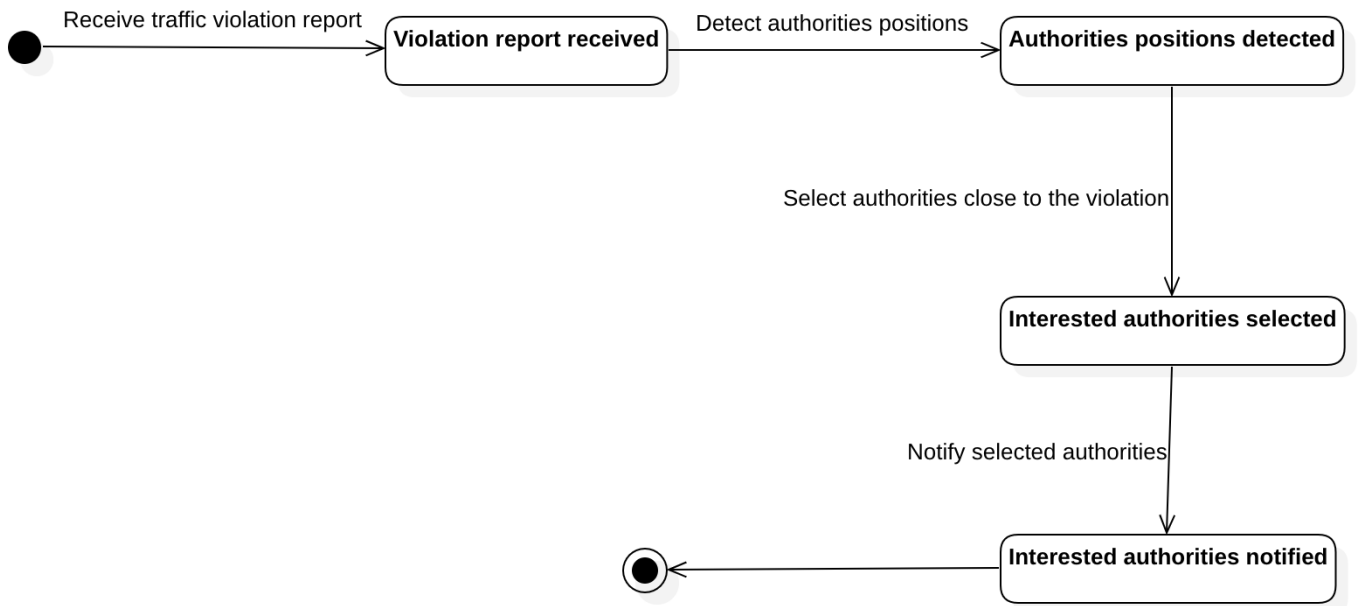 Receive traffic violation report
Violation report received
Detect authorities positions
Authorities positions detected
Select authorities close to the violation
Interested authorities selected
Notify selected authorities
Interested authorities notified